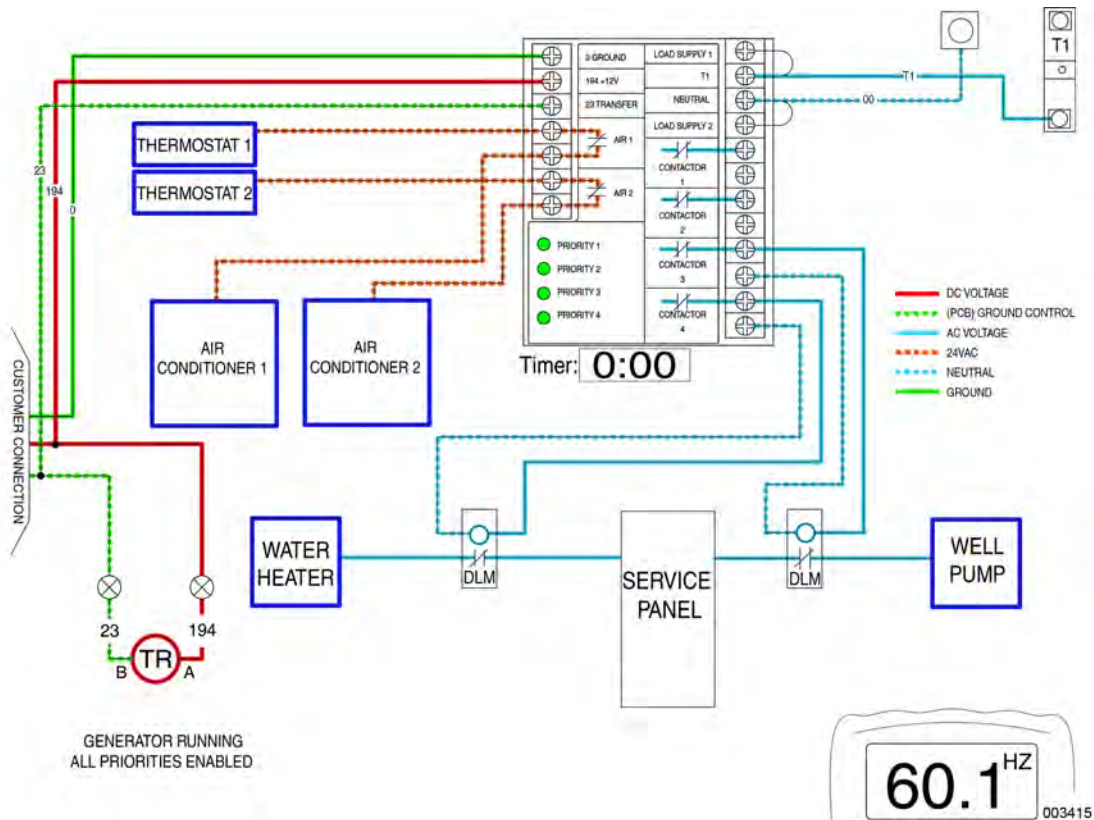 0 GROUND
194 +12V
23 TRANSFER
AIR 1
AIR 2
LOAD SUPPLY 1
T1
NEUTRAL
LOAD SUPPLY 2
CONTACTOR
1
CONTACTOR
2
CONTACTOR
3
CONTACTOR
4
PRIORITY 1
PRIORITY 2
PRIORITY 3
PRIORITY 4
Timer: 0:00
T1
00
T1
THERMOSTAT 1
THERMOSTAT 2
23
194
0
AIR
CONDITIONER 1
AIR
CONDITIONER 2
DC VOLTAGE
(PCB) GROUND CONTROL
AC VOLTAGE
24VAC
NEUTRAL
GROUND
CUSTOMER CONNECTION
WATER
HEATER
DLM
SERVICE
PANEL
DLM
WELL
PUMP
23
194
B
TR
A
GENERATOR RUNNING
ALL PRIORITIES ENABLED
60.1 HZ
003415